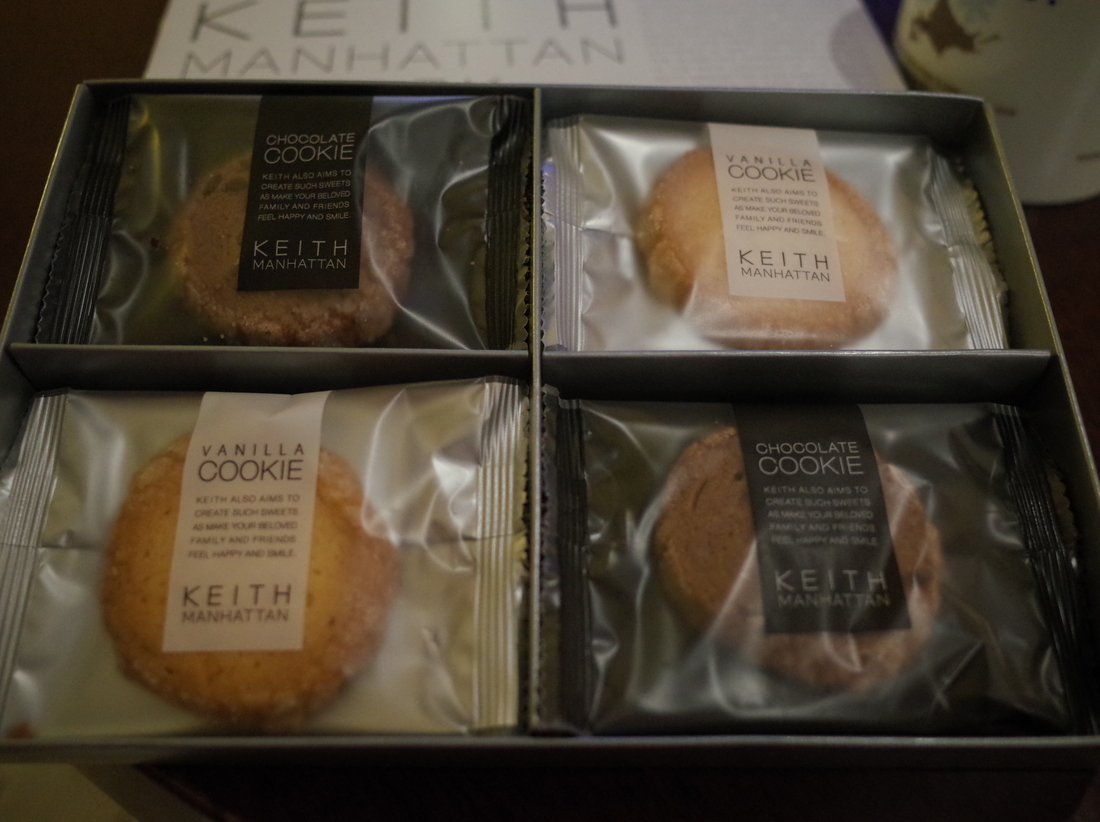 KEITH
MANHATTAN
CHOCOLATE
COOKIE
KEITH ALSO AIMS TO
CREATE SUCH SWEETS
AS MAKE YOUR BELOVED
FAMILY AND FRIENDS
FEEL HAPPY AND SMILE.
KEITH
MANHATTAN
VANILLA
COOKIE
KEITH ALSO AIMS TO
CREATE SUCH SWEETS
AS MAKE YOUR BELOVED
FAMILY AND FRIENDS
FEEL HAPPY AND SMILE.
KEITH
MANHATTAN
VANILLA
COOKIE
KEITH ALSO AIMS TO
CREATE SUCH SWEETS
AS MAKE YOUR BELOVED
FAMILY AND FRIENDS
FEEL HAPPY AND SMILE.
KEITH
MANHATTAN
CHOCOLATE
COOKIE
KEITH ALSO AIMS TO
CREATE SUCH SWEETS
AS MAKE YOUR BELOVED
FAMILY AND FRIENDS
FEEL HAPPY AND SMILE.
KEITH
MANHATTAN